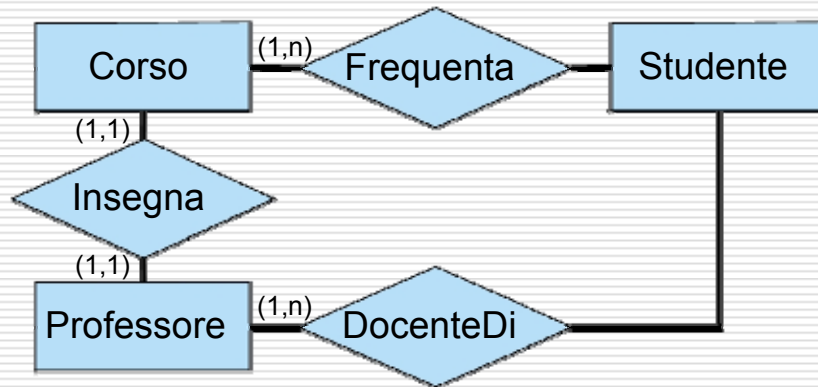 Corso
(1,n)
Frequenta
Studente
(1,1)
Insegna
(1,1)
Professore
(1,n)
DocenteDi